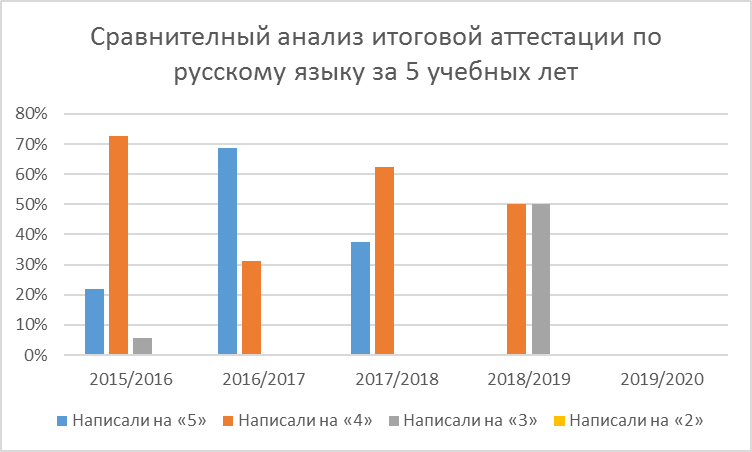 Сравнителный анализ итоговой аттестации по
русскому языку за 5 учебных лет
80%
70%
60%
50%
40%
30%
20%
10%
0%
2015/2016 2016/2017 2017/2018 2018/2019 2019/2020
Написали на «5» Написали на «4» Написали на «3» Написали на «2»